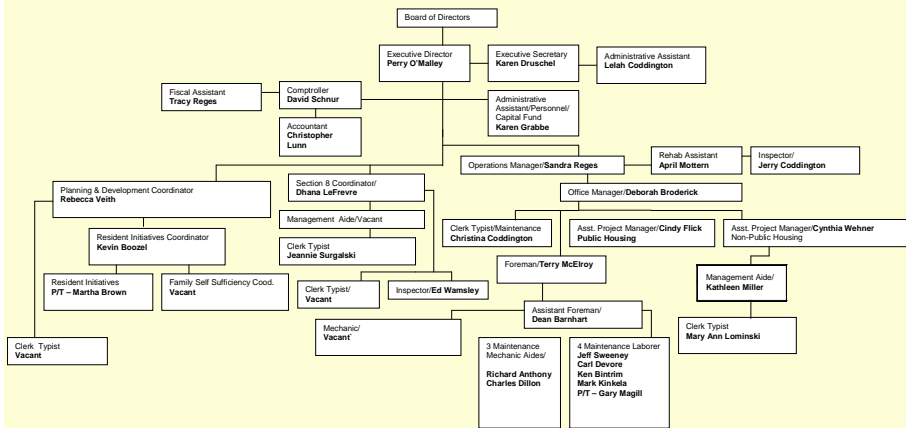 Board of Directors
Executive Director
Perry O'Malley
Executive Secretary
Karen Druschel
Administrative Assistant
Lelah Coddington
Fiscal Assistant
Tracy Reges
Comptroller
David Schnur
Administrative
Assistant/Personnel/
Capital Fund
Karen Grabbe
Accountant
Christopher
Lunn
Operations Manager/Sandra Reges
Rehab Assistant
April Mottern
Inspector/
Jerry Coddington
Planning & Development Coordinator
Rebecca Veith
Section 8 Coordinator/
Dhana LeFrevre
Office Manager/Deborah Broderick
Management Aide/Vacant
Clerk Typist/Maintenance
Christina Coddington
Asst. Project Manager/Cindy Flick
Public Housing
Asst. Project Manager/Cynthia Wehner
Non-Public Housing
Resident Initiatives Coordinator
Kevin Boozel
Clerk Typist
Jeannie Surgalski
Foreman/Terry McElroy
Management Aide/
Kathleen Miller
Resident Initiatives
P/T – Martha Brown
Family Self Sufficiency Cood.
Vacant
Clerk Typist/
Vacant
Inspector/Ed Wamsley
Assistant Foreman/
Dean Barnhart
Mechanic/
Vacant`
Clerk Typist
Mary Ann Lominski
Clerk Typist
Vacant
3 Maintenance
Mechanic Aides/
Richard Anthony
Charles Dillon
4 Maintenance Laborer
Jeff Sweeney
Carl Devore
Ken Bintrim
Mark Kinkela
P/T – Gary Magill